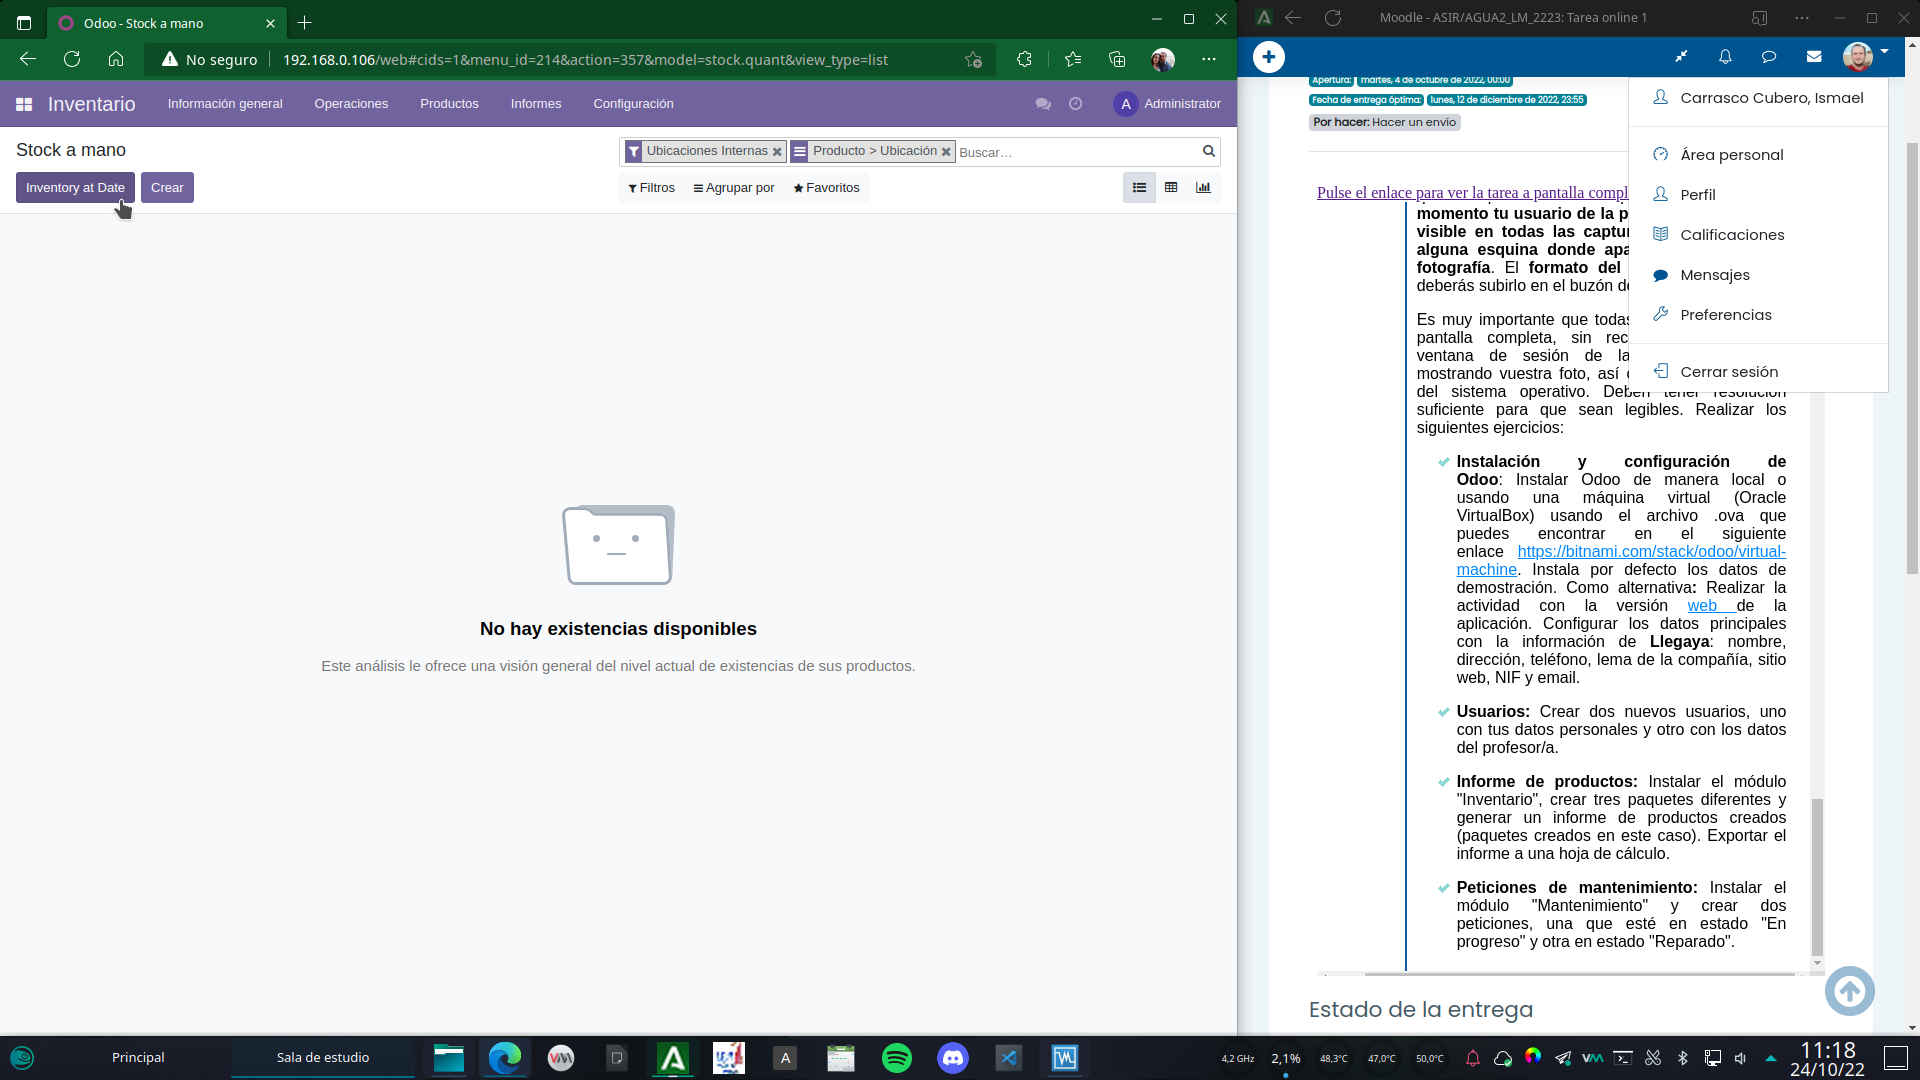 Odoo - Stock a mano
No seguro
192.168.0.106/web#cids=1&menu_id=214&action=357&model=stock.quant&view_type=list
Inventario
Información general
Operaciones
Productos
Informes
Configuración
A
Administrator
Stock a mano
Ubicaciones Internas
Producto > Ubicación
Buscar...
Inventory at Date
Crear
Filtros
Agrupar por
Favoritos
No hay existencias disponibles
Este análisis le ofrece una visión general del nivel actual de existencias de sus productos.
Moodle - ASIR/AGUA2_LM_2223: Tarea online 1
Apertura: martes, 4 de octubre de 2022, 00:00
Fecha de entrega óptima: lunes, 12 de diciembre de 2022, 23:55
Por hacer: Hacer un envío
Carrasco Cubero, Ismael
Área personal
Perfil
Calificaciones
Mensajes
Preferencias
Cerrar sesión
Pulse el enlace para ver la tarea a pantalla compl
momento tu usuario de la p
visible en todas las captur
alguna esquina donde apa
fotografía. El formato del
deberás subirlo en el buzón de
Es muy importante que todas
pantalla completa, sin rec
ventana de sesión de la
mostrando vuestra foto, así
del sistema operativo. Deben tener resolución
suficiente para que sean legibles. Realizar los
siguientes ejercicios:
Instalación y configuración de
Odoo: Instalar Odoo de manera local o
usando una máquina virtual (Oracle
VirtualBox) usando el archivo .ova que
puedes encontrar en el siguiente
enlace https://bitnami.com/stack/odoo/virtual-
machine. Instala por defecto los datos de
demostración. Como alternativa: Realizar la
actividad con la versión web de la
aplicación. Configurar los datos principales
con la información de Llegaya: nombre,
dirección, teléfono, lema de la compañía, sitio
web, NIF y email.
Usuarios: Crear dos nuevos usuarios, uno
con tus datos personales y otro con los datos
del profesor/a.
Informe de productos: Instalar el módulo
"Inventario", crear tres paquetes diferentes y
generar un informe de productos creados
(paquetes creados en este caso). Exportar el
informe a una hoja de cálculo.
Peticiones de mantenimiento: Instalar el
módulo "Mantenimiento" y crear dos
peticiones, una que esté en estado "En
progreso" y otra en estado "Reparado".
Estado de la entrega
Principal
Sala de estudio
A
4,2 GHz
2,1%
48,3°C
47,0°C
50,0°C
11:18
24/10/22